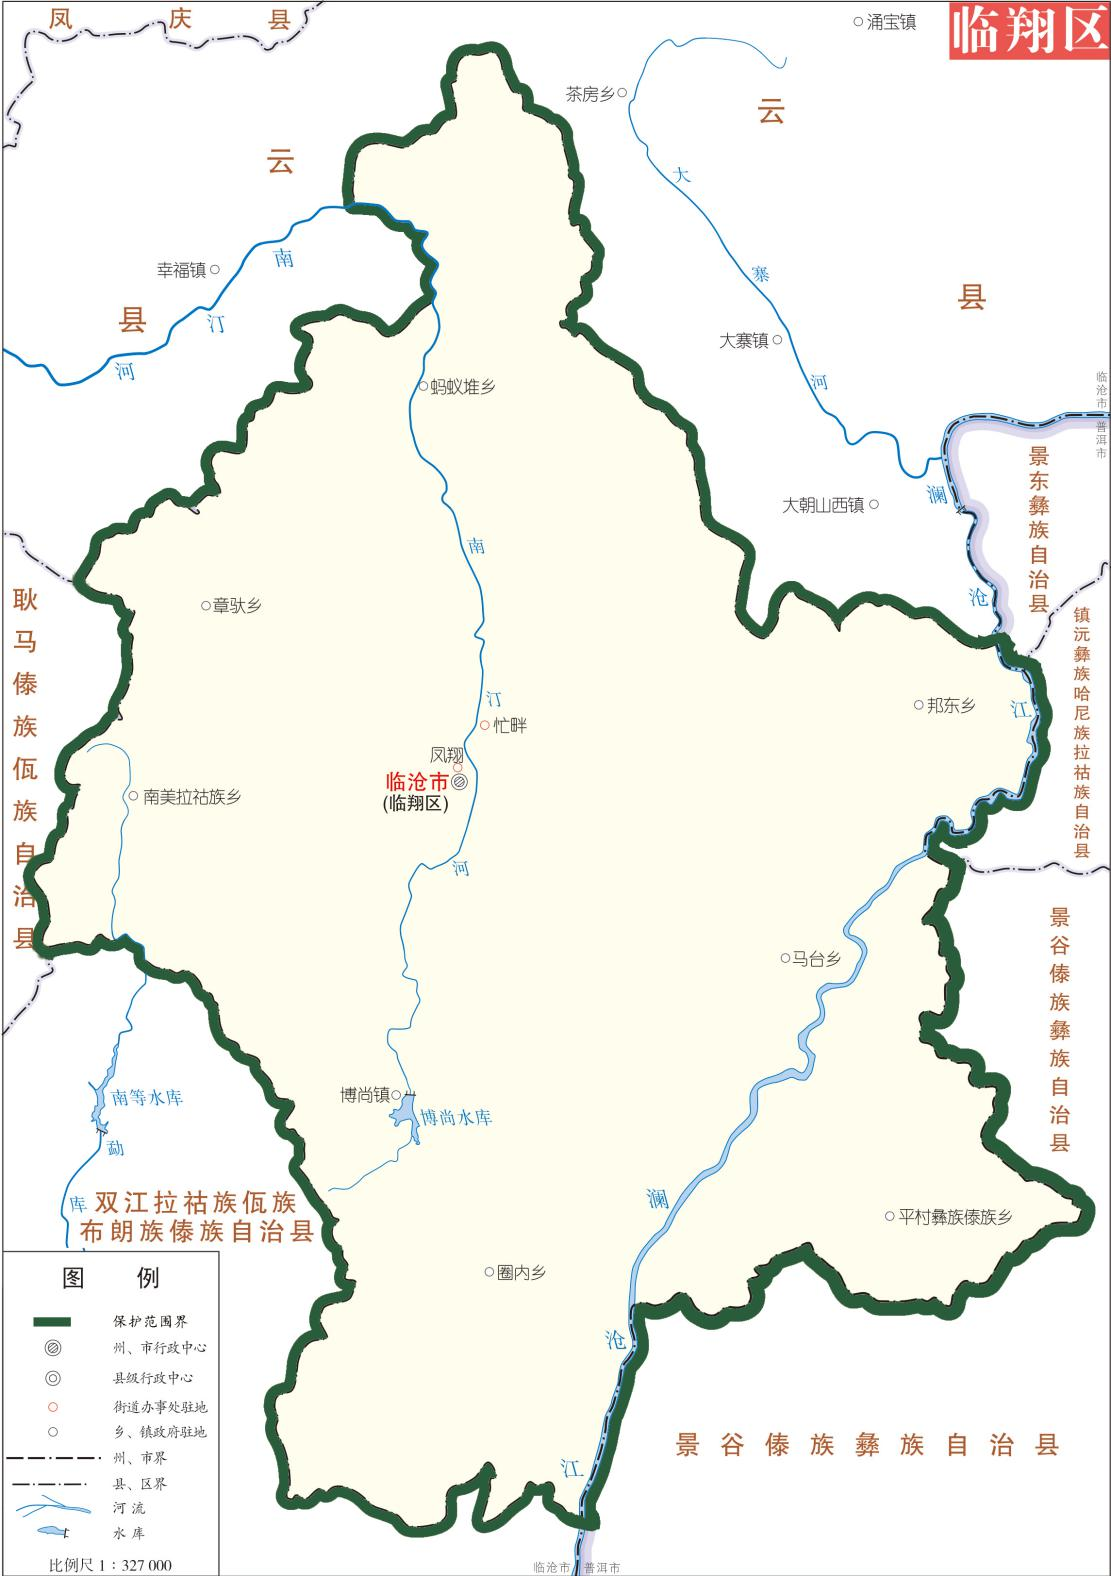 凤庆县
涌宝镇
临翔区
茶房乡
云
云
大
南
寨
幸福镇
县
县
汀
大寨镇
河
河
临沧市
普洱市
蚂蚁堆乡
景东彝族自治县
澜
大朝山西镇
南
耿马傣族佤族自治县
章驮乡
沧
镇沅彝族哈尼族拉祜族自治县
汀
邦东乡
江
忙畔
凤翔
临沧市
(临翔区)
南美拉祜族乡
河
景谷傣族彝族自治县
马台乡
南等水库
博尚镇
博尚水库
勐
库
双江拉祜族佤族
布朗族傣族自治县
澜
平村彝族傣族乡
圈内乡
沧
景谷傣族彝族自治县
江
临沧市
普洱市
图例
保护范围界
州、市行政中心
县级行政中心
街道办事处驻地
乡、镇政府驻地
州、市界
县、区界
河流
水库
比例尺 1：327 000